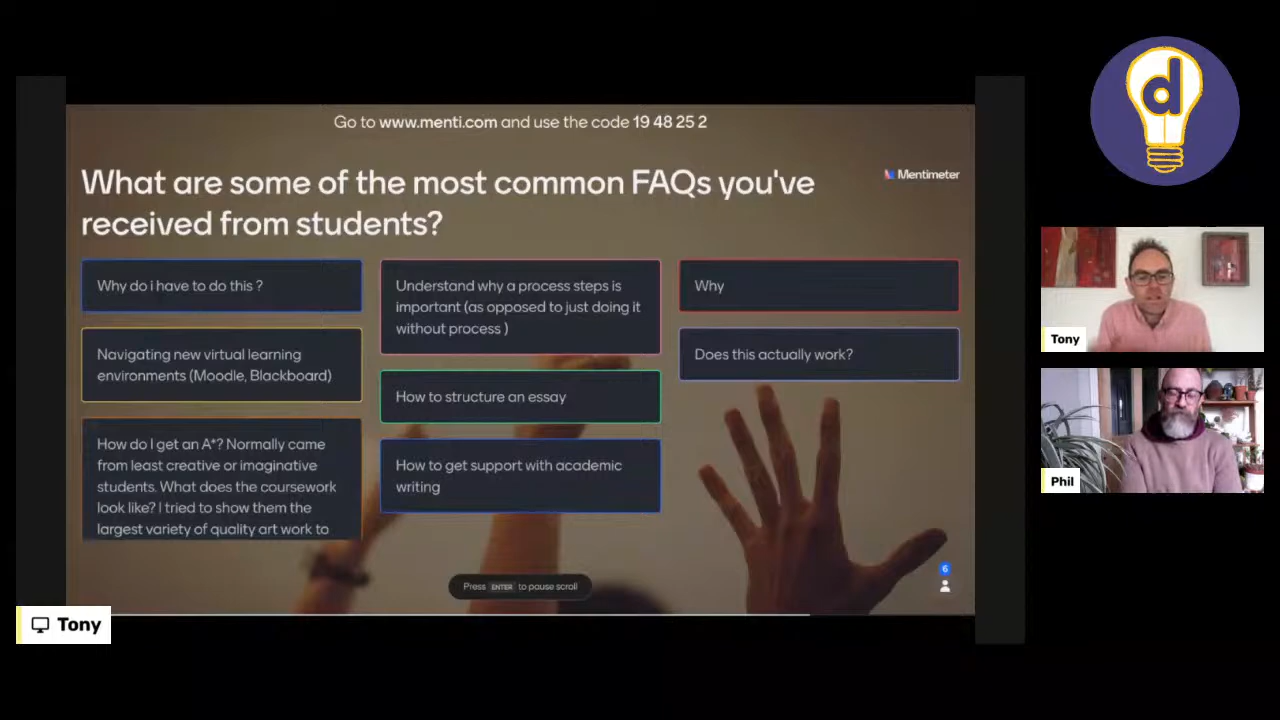 Go to www.menti.com and use the code 19 48 25 2
What are some of the most common FAQs you've
received from students?
Mentimeter
Why do i have to do this ?
Navigating new virtual learning
environments (Moodle, Blackboard)
How do I get an A*? Normally came
from least creative or imaginative
students. What does the coursework
look like? I tried to show them the
largest variety of quality art work to
Understand why a process steps is
important (as opposed to just doing it
without process )
How to structure an essay
How to get support with academic
writing
Why
Does this actually work?
Press ENTER to pause scroll
6
Tony
d
Tony
Phil